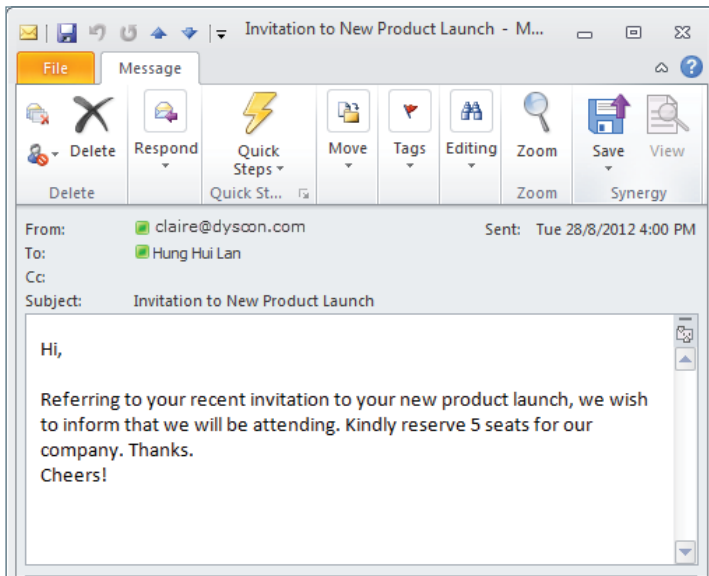 Invitation to New Product Launch - M...
File Message
Delete Respond Quick Steps Move Tags Editing Zoom Save View
Delete Quick St... Zoom Synergy
From: claire@dyscon.com Sent: Tue 28/8/2012 4:00 PM
To: Hung Hui Lan
Cc:
Subject: Invitation to New Product Launch
Hi,
Referring to your recent invitation to your new product launch, we wish
to inform that we will be attending. Kindly reserve 5 seats for our
company. Thanks.
Cheers!